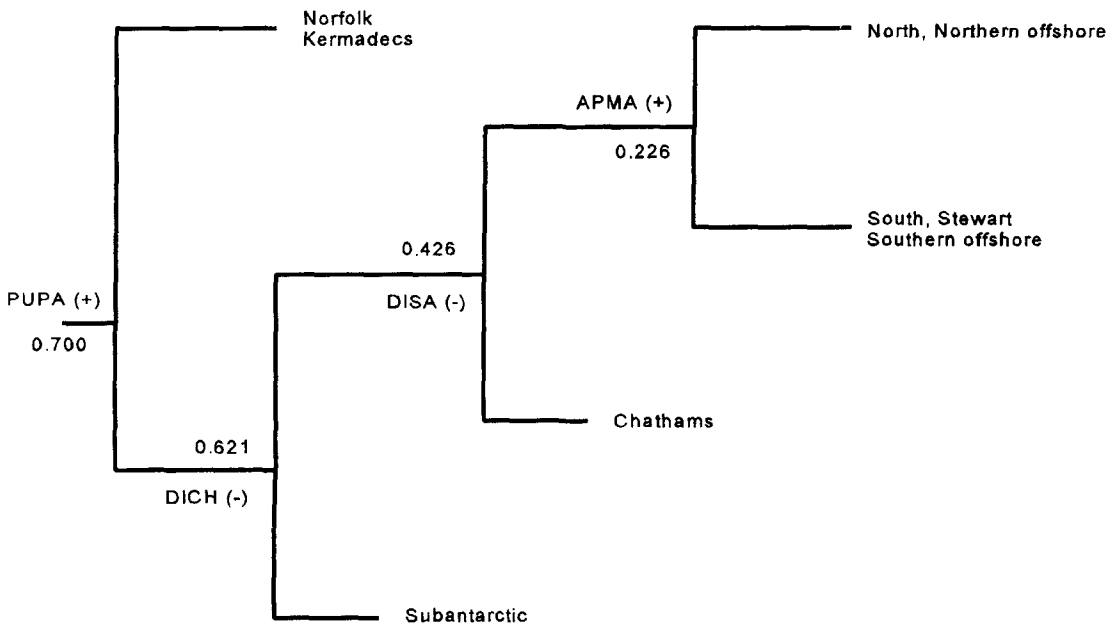 Norfolk
Kermadecs
North, Northern offshore
APMA (+)
0.226
South, Stewart
Southern offshore
0.426
DISA (-)
PUPA (+)
0.700
Chathams
0.621
DICH (-)
Subantarctic